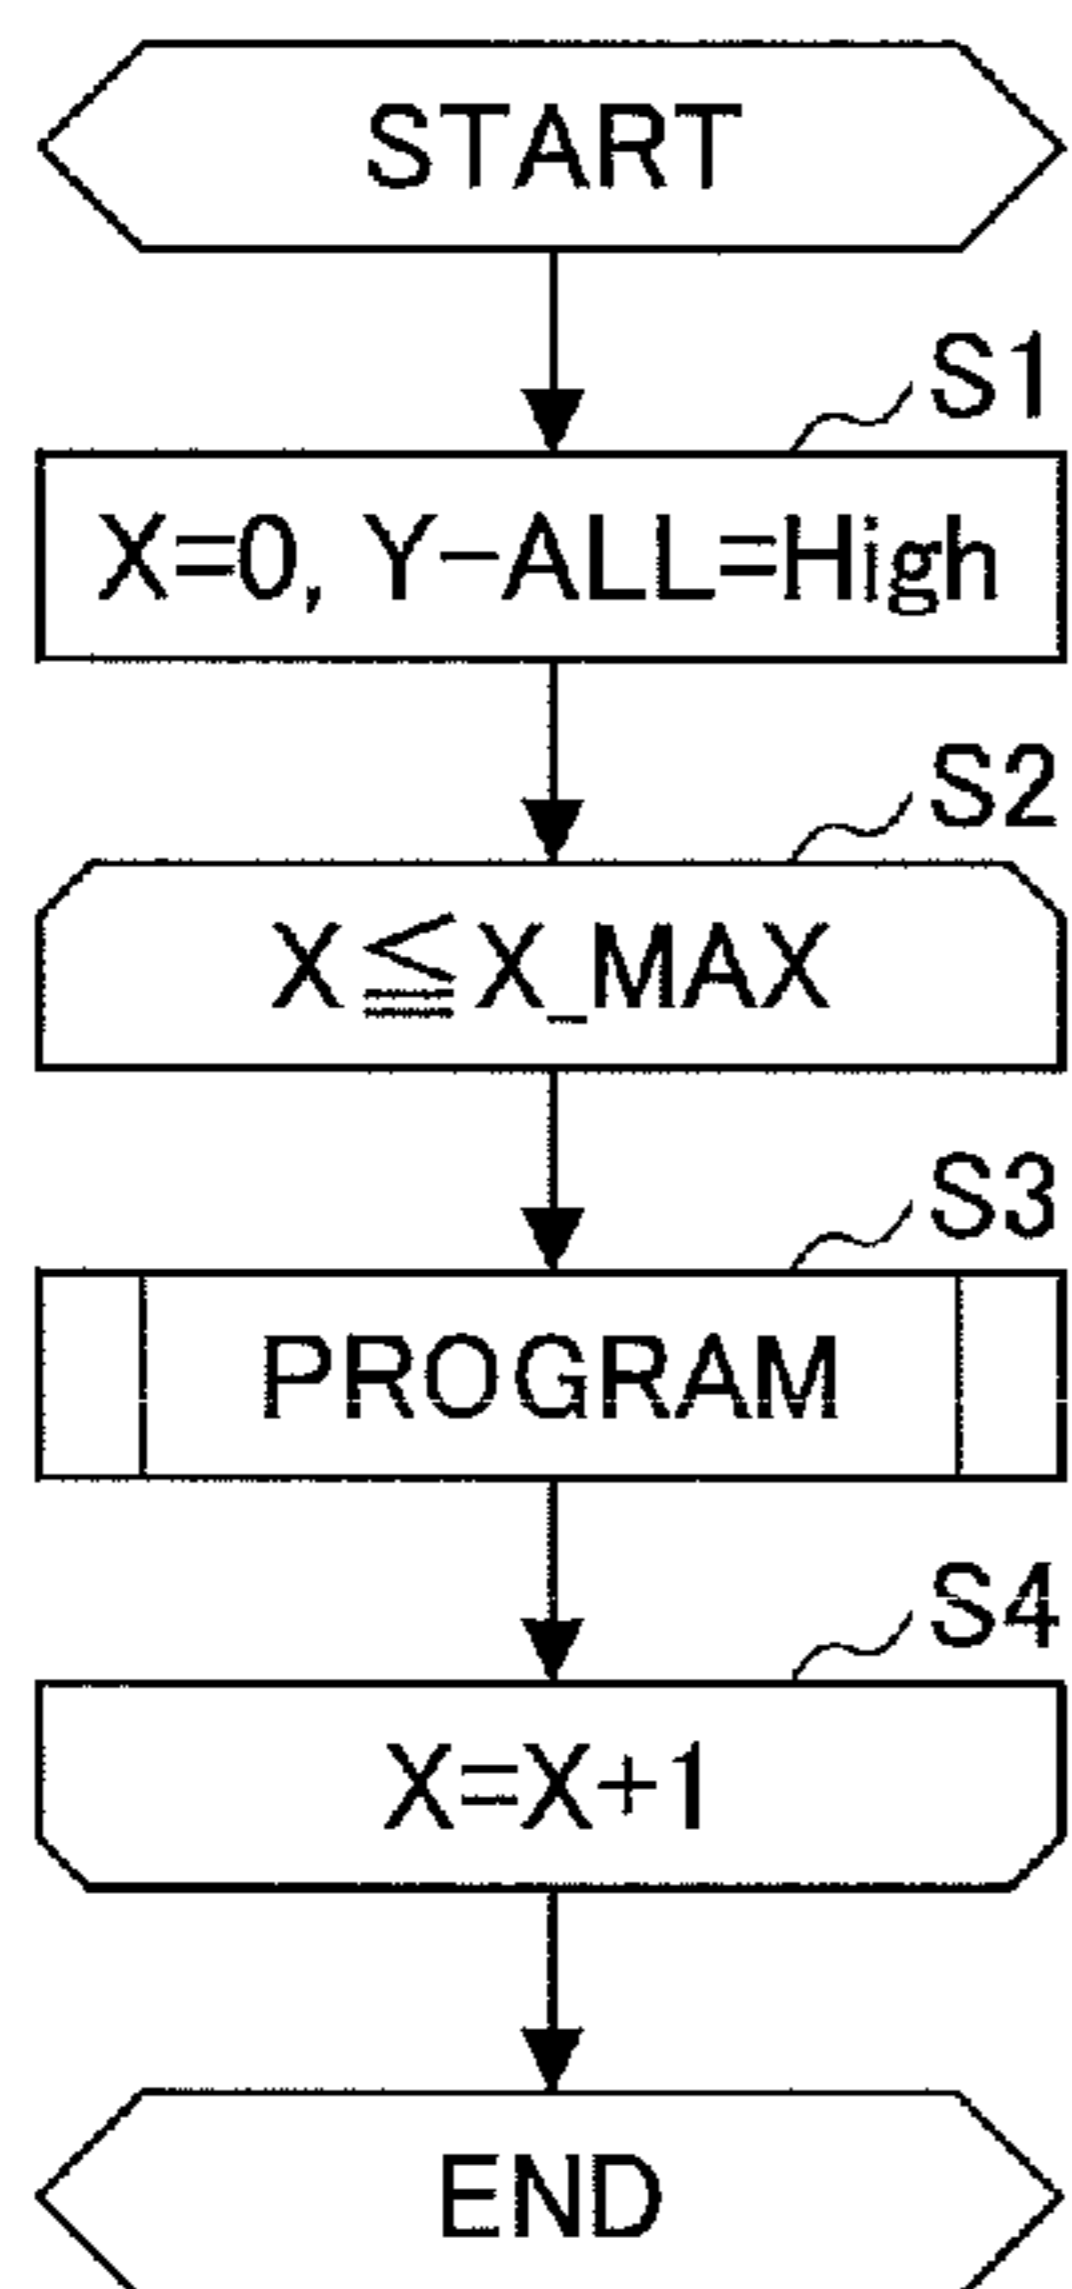 START
S1
X=0, Y-ALL=High
S2
X≦X_MAX
S3
PROGRAM
S4
X=X+1
END